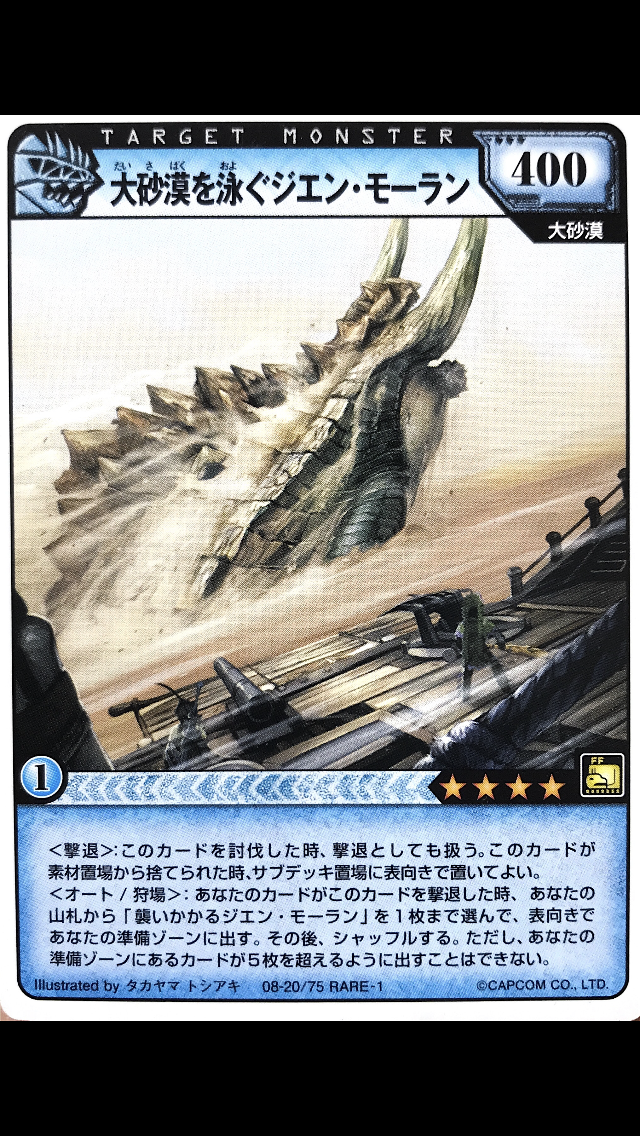 TARGET MONSTER
だい さ ばく およ
大砂漠を泳ぐジエン・モーラン
400
大砂漠
1
FF
<撃退>：このカードを討伐した時、撃退としても扱う。このカードが
素材置場から捨てられた時、サブデッキ置場に表向きで置いてよい。
<オート / 狩場>： あなたのカードがこのカードを撃退した時、あなたの
山札から「襲いかかるジエン・モーラン」を１枚まで選んで、表向きで
あなたの準備ゾーンに出す。その後、シャッフルする。ただし、あなたの
準備ゾーンにあるカードが５枚を超えるように出すことはできない。
Illustrated by タカヤマ トシアキ 08-20/75 RARE-1 ©CAPCOM CO., LTD.